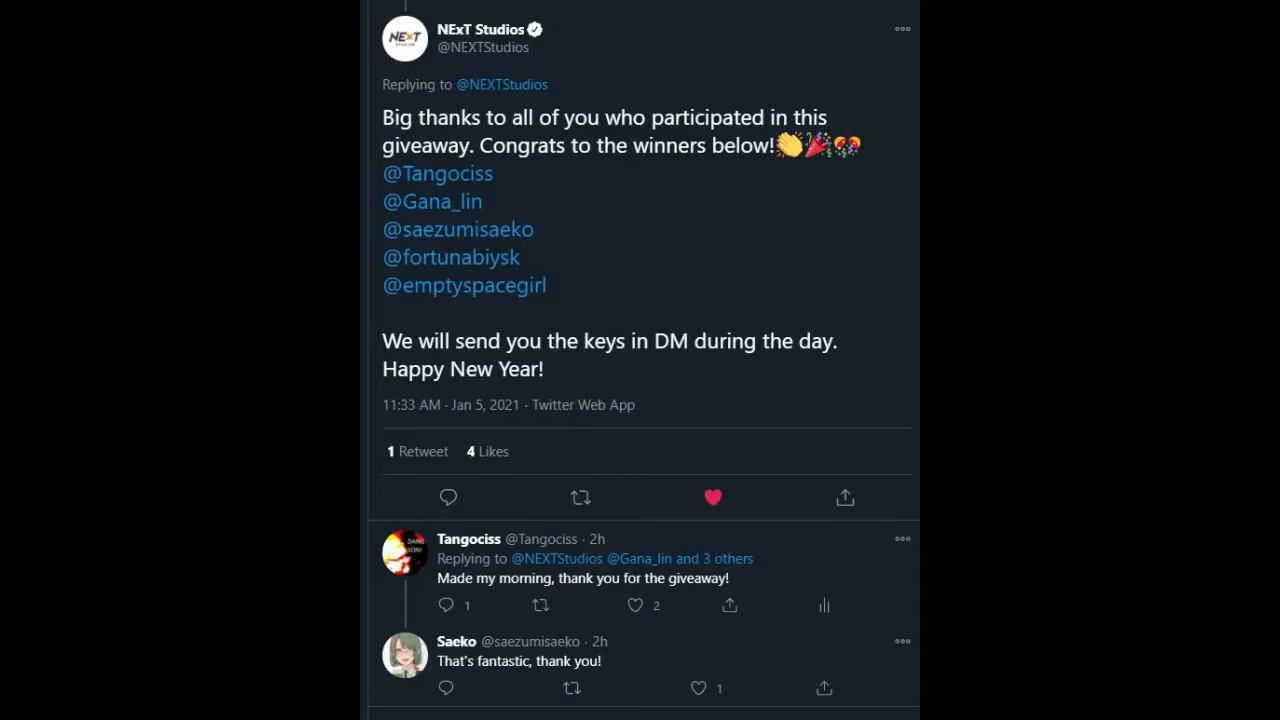 NExT Studios
@NEXTStudios
Replying to @NEXTStudios
Big thanks to all of you who participated in this
giveaway. Congrats to the winners below!👏🎉🎊
@Tangociss
@Gana_lin
@saezumisaeko
@fortunabiysk
@emptyspacegirl
We will send you the keys in DM during the day.
Happy New Year!
11:33 AM · Jan 5, 2021 · Twitter Web App
1 Retweet 4 Likes
Tangociss @Tangociss · 2h
Replying to @NEXTStudios @Gana_lin and 3 others
Made my morning, thank you for the giveaway!
1 2
Saeko @saezumisaeko · 2h
That's fantastic, thank you!
1